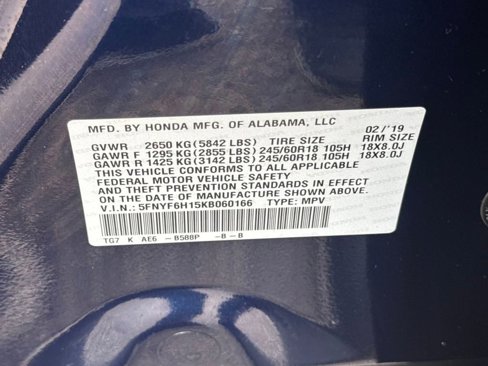 MFD. BY HONDA MFG. OF ALABAMA, LLC 02/'19
GVWR 2650 KG(5842 LBS) TIRE SIZE RIM SIZE
GAWR F 1295 KG(2855 LBS) 245/60R18 105H 18X8.0J
GAWR R 1425 KG(3142 LBS) 245/60R18 105H 18X8.0J
THIS VEHICLE CONFORMS TO ALL APPLICABLE
FEDERAL MOTOR VEHICLE SAFETY
AND THEFT PREVENTION STANDARDS IN EFFECT
ON THE DATE OF MANUFACTURE SHOWN ABOVE.
V.I.N.: 5FNYF6H15KB060166 TYPE: MPV
TG7 K AE6 -B588P -B-B